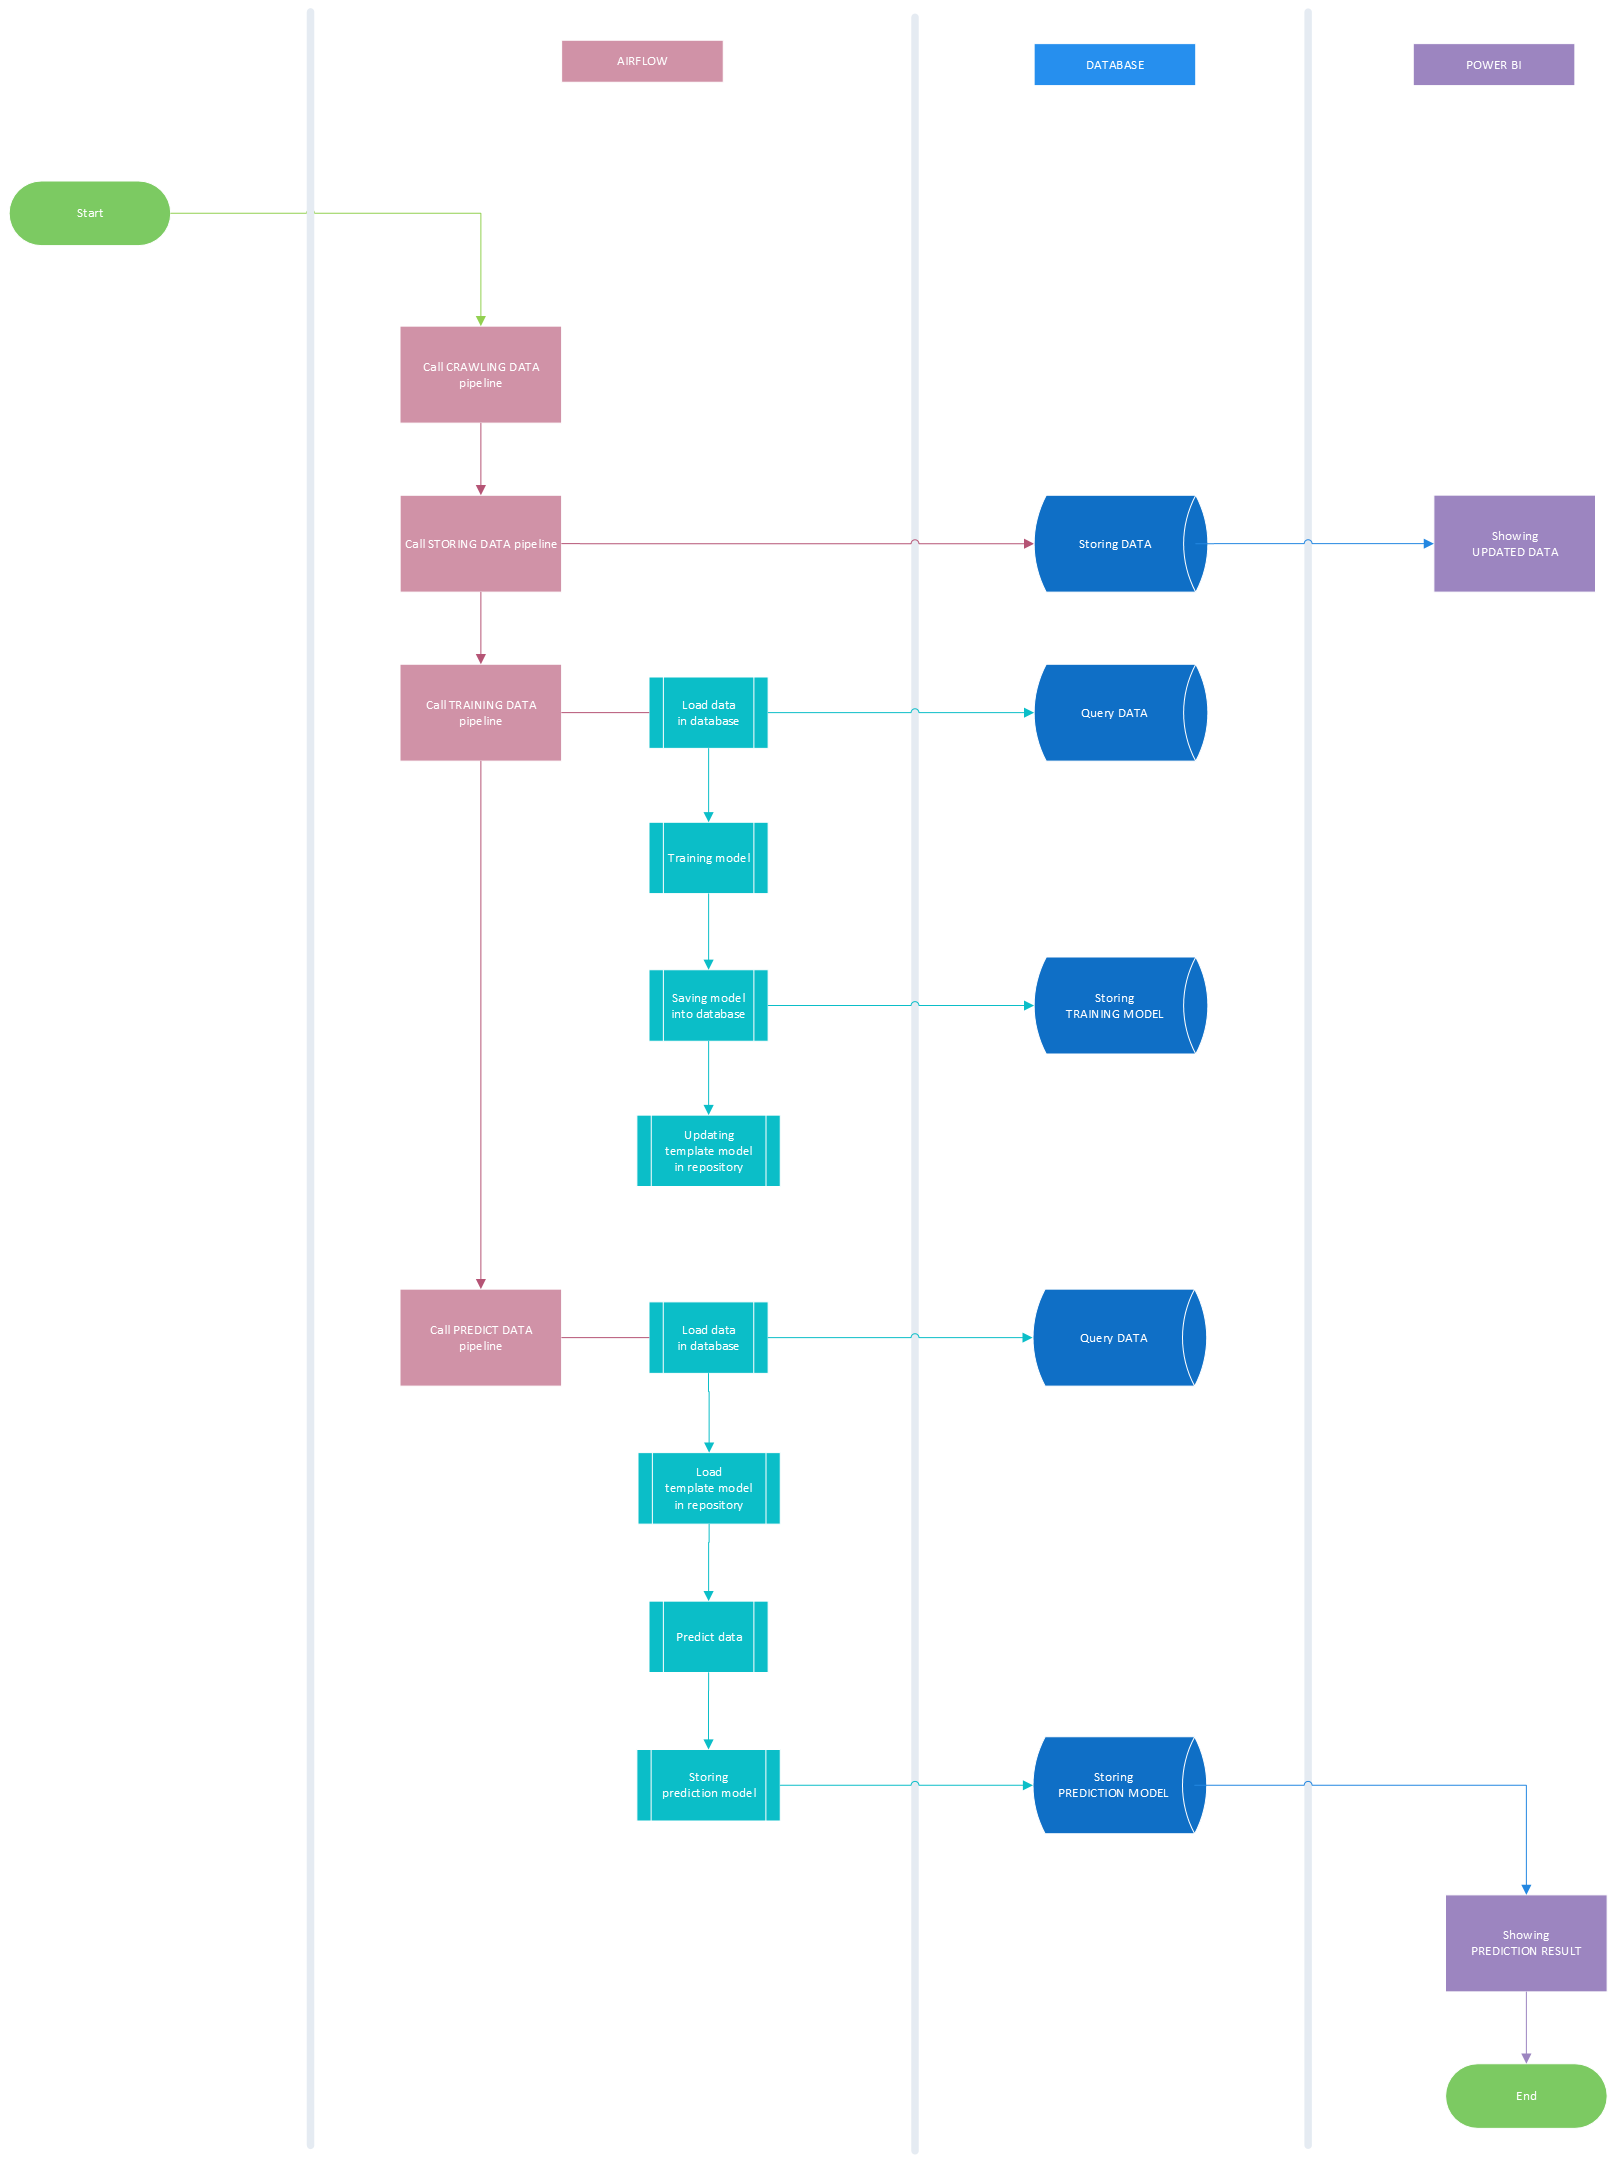 AIRFLOW
DATABASE
POWER BI
Start
Call CRAWLING DATA
pipeline
Call STORING DATA pipeline
Storing DATA
Showing
UPDATED DATA
Call TRAINING DATA
pipeline
Load data
in database
Query DATA
Training model
Saving model
into database
Storing
TRAINING MODEL
Updating
template model
in repository
Call PREDICT DATA
pipeline
Load data
in database
Query DATA
Load
template model
in repository
Predict data
Storing
prediction model
Storing
PREDICTION MODEL
Showing
PREDICTION RESULT
End